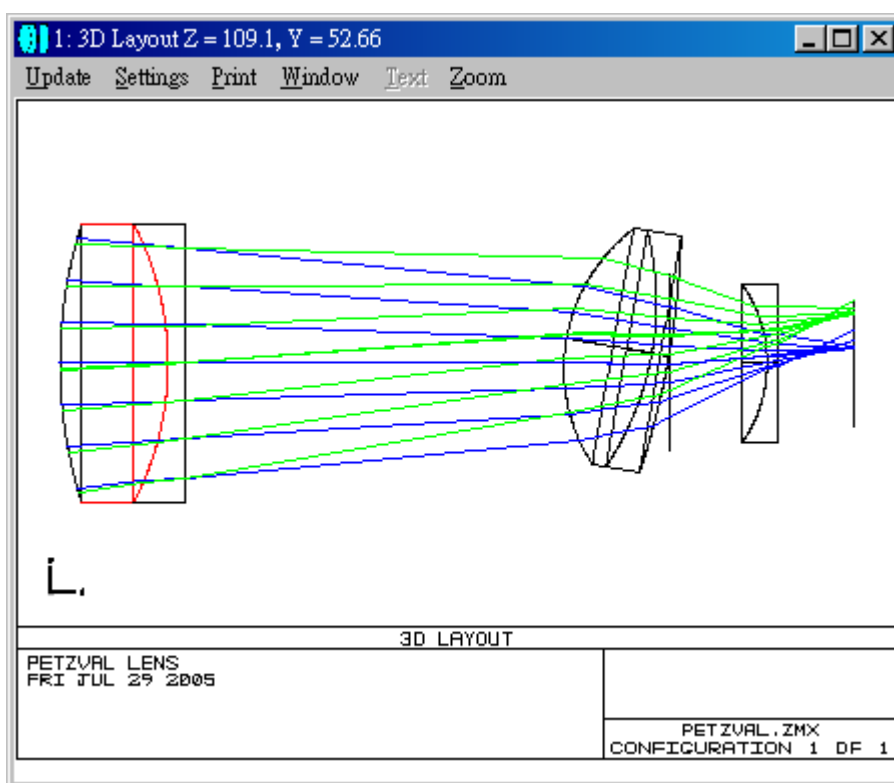 1: 3D Layout Z = 109.1, Y = 52.66
Update Settings Print Window Text Zoom
3D LAYOUT
PETZVAL LENS
FRI JUL 29 2005
PETZVAL.ZMX
CONFIGURATION 1 OF 1